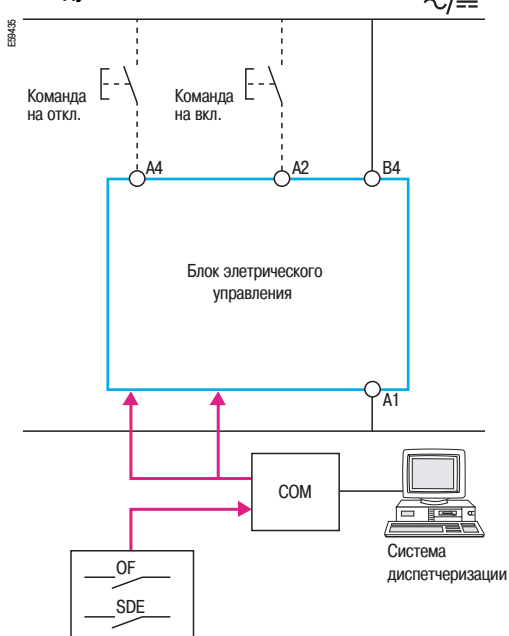 E59435
Команда
на откл.
Команда
на вкл.
A4
A2
B4
Блок элетрического
управления
A1
COM
Система
диспетчеризации
OF
SDE